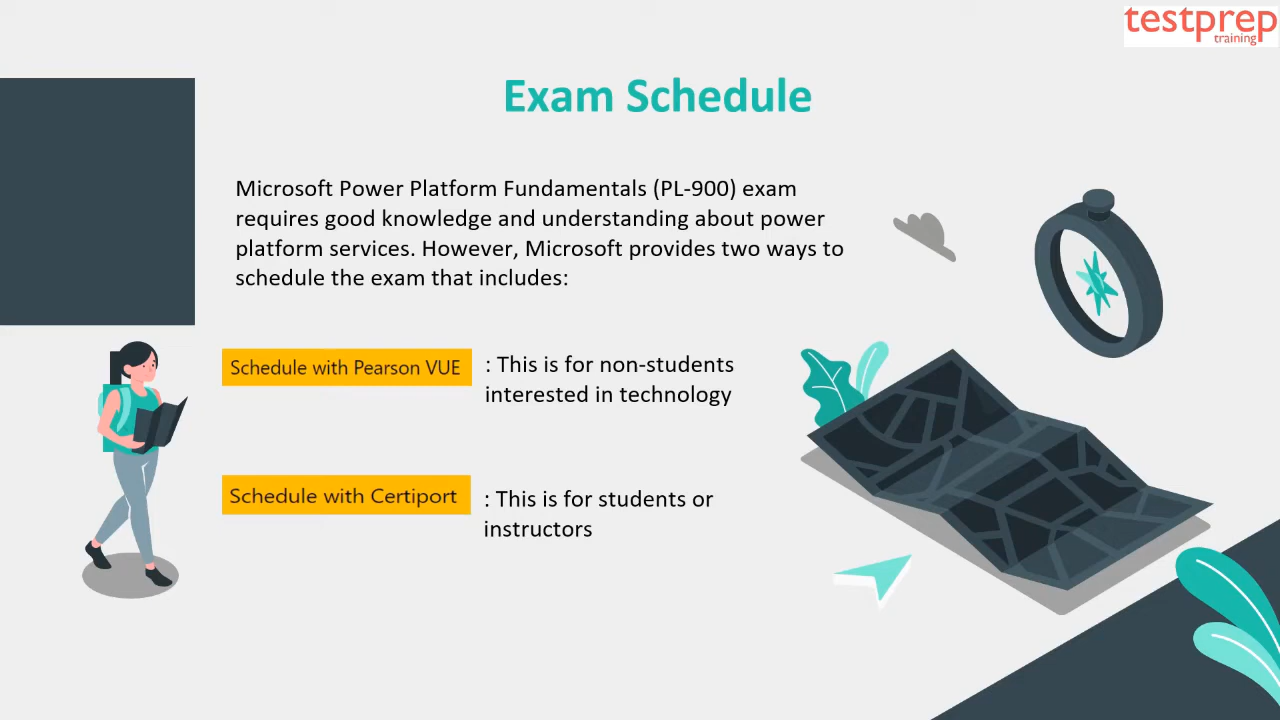 testprep
training
Exam Schedule
Microsoft Power Platform Fundamentals (PL-900) exam
requires good knowledge and understanding about power
platform services. However, Microsoft provides two ways to
schedule the exam that includes:
Schedule with Pearson VUE : This is for non-students
interested in technology
Schedule with Certiport : This is for students or
instructors